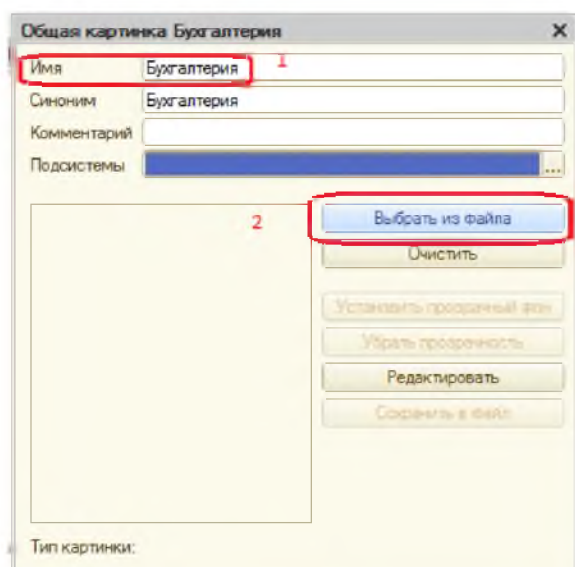 Общая картинка Бухгалтерия
Имя Бухгалтерия 1
Синоним Бухгалтерия
Комментарий
Подсистемы ...
2 Выбрать из файла
Очистить
Установить прозрачный фон
Убрать прозрачность
Редактировать
Сохранить в файл
Тип картинки: